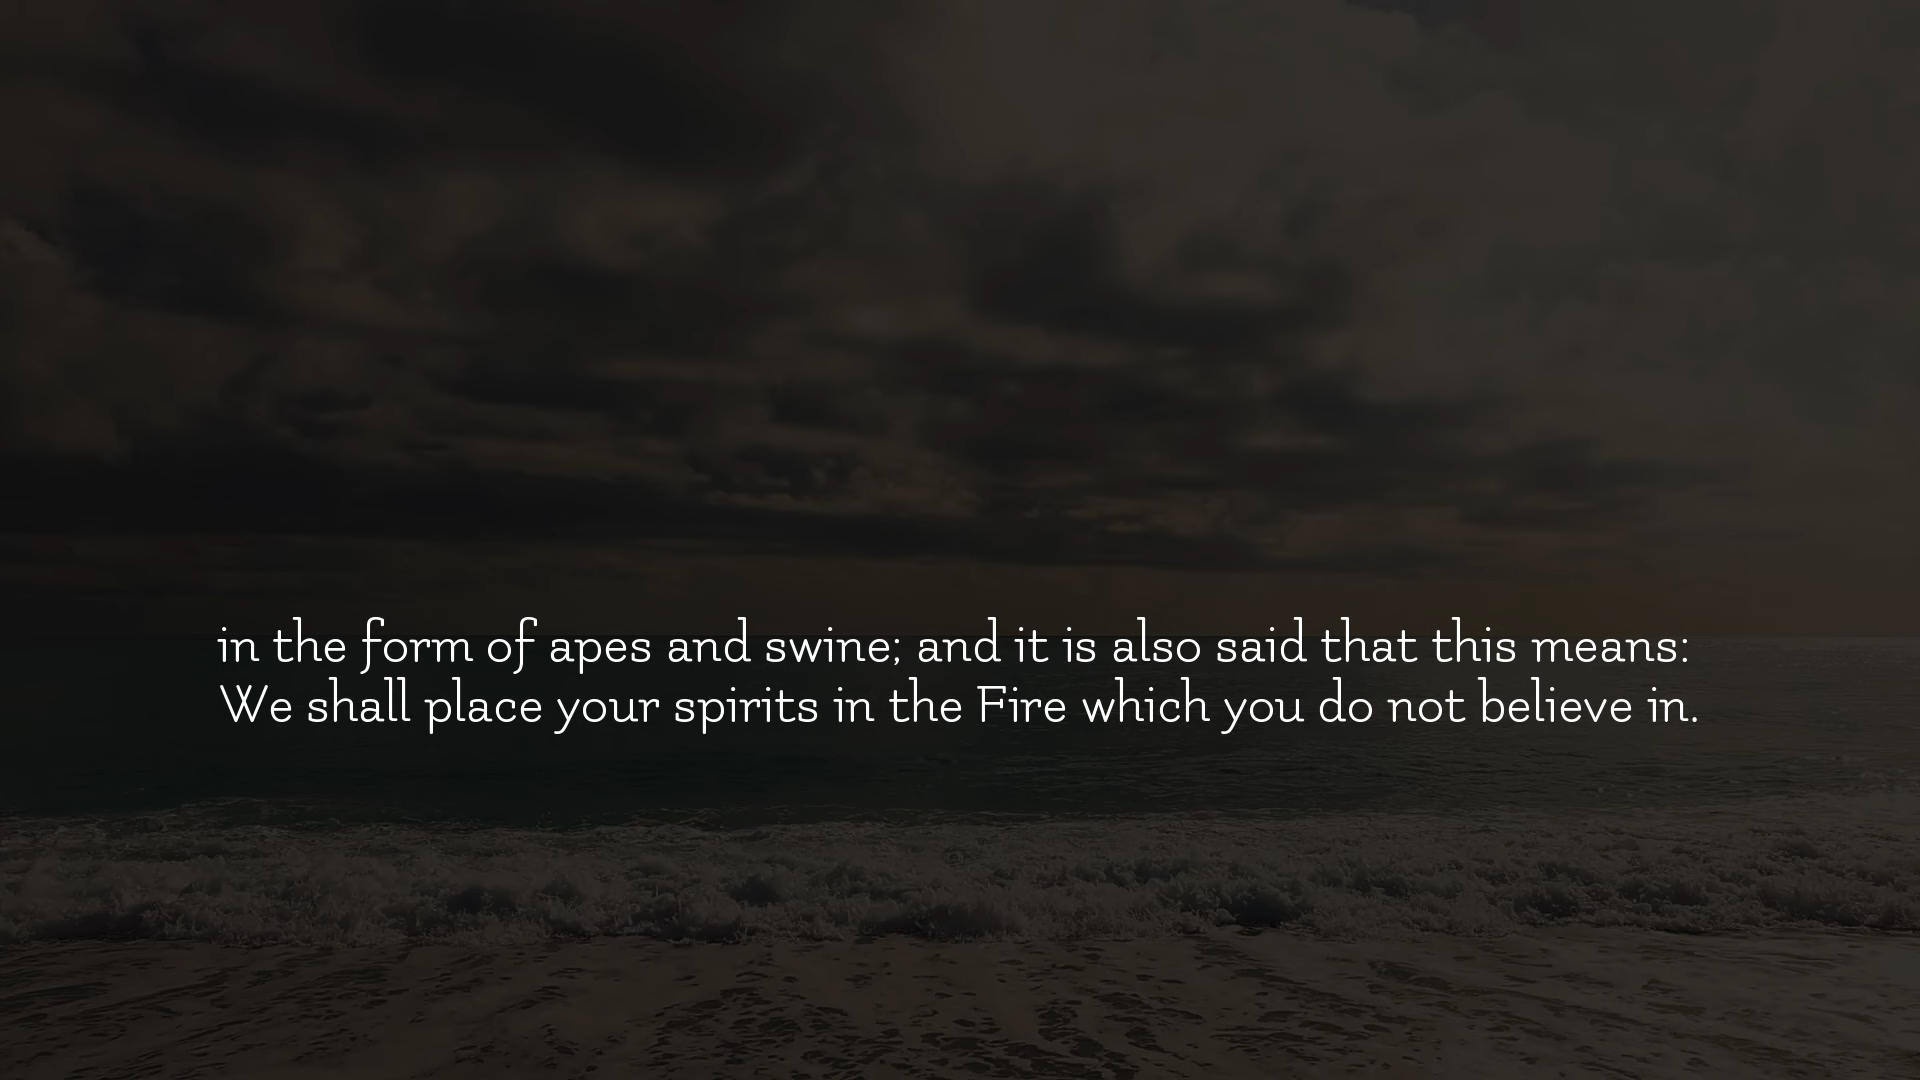 in the form of apes and swine; and it is also said that this means:
We shall place your spirits in the Fire which you do not believe in.